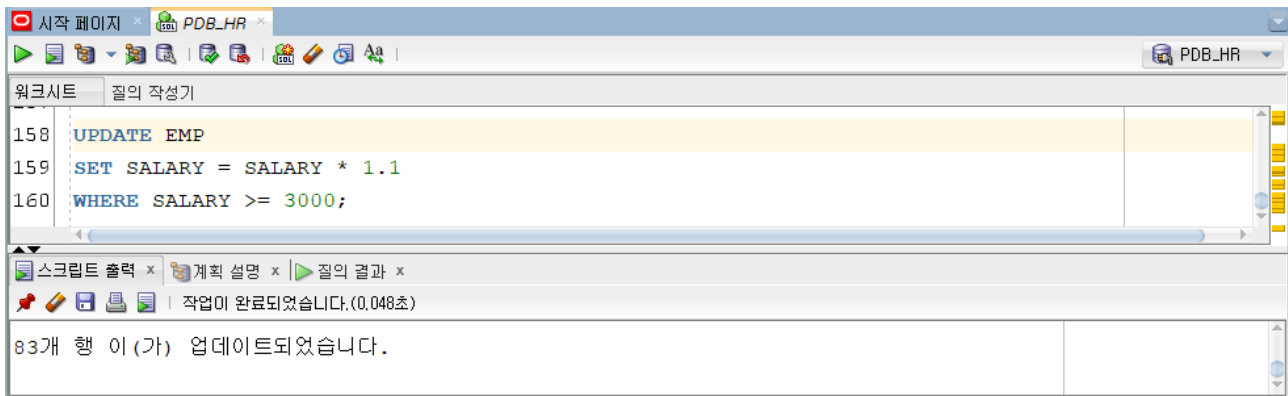 시작 페이지 PDB_HR
PDB_HR
워크시트 질의 작성기
158 UPDATE EMP
159 SET SALARY = SALARY * 1.1
160 WHERE SALARY >= 3000;
스크립트 출력 x 계획 설명 x 질의 결과 x
작업이 완료되었습니다.(0.048초)
83개 행 이(가) 업데이트되었습니다.